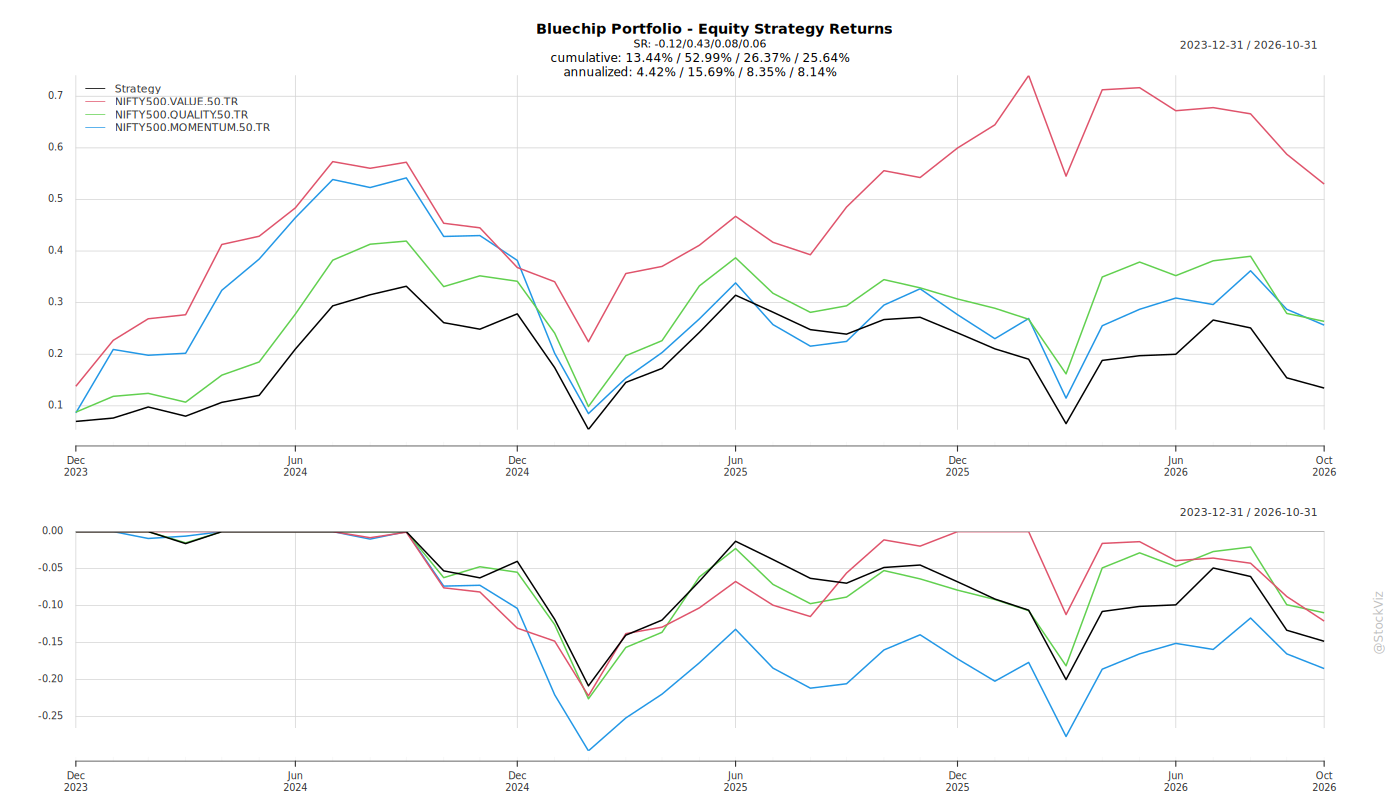 Bluechip Portfolio - Equity Strategy Returns
SR: -0.12/0.43/0.08/0.06
cumulative: 13.44% / 52.99% / 26.37% / 25.64%
annualized: 4.42% / 15.69% / 8.35% / 8.14%
2023-12-31 / 2026-10-31
Strategy
NIFTY500.VALUE.50.TR
NIFTY500.QUALITY.50.TR
NIFTY500.MOMENTUM.50.TR
0.7
0.6
0.5
0.4
0.3
0.2
0.1
Dec Jun Dec Jun Dec Jun Oct
2023 2024 2024 2025 2025 2026 2026
2023-12-31 / 2026-10-31
0.00
-0.05
-0.10
-0.15
-0.20
-0.25
Dec Jun Dec Jun Dec Jun Oct
2023 2024 2024 2025 2025 2026 2026
@StockViz